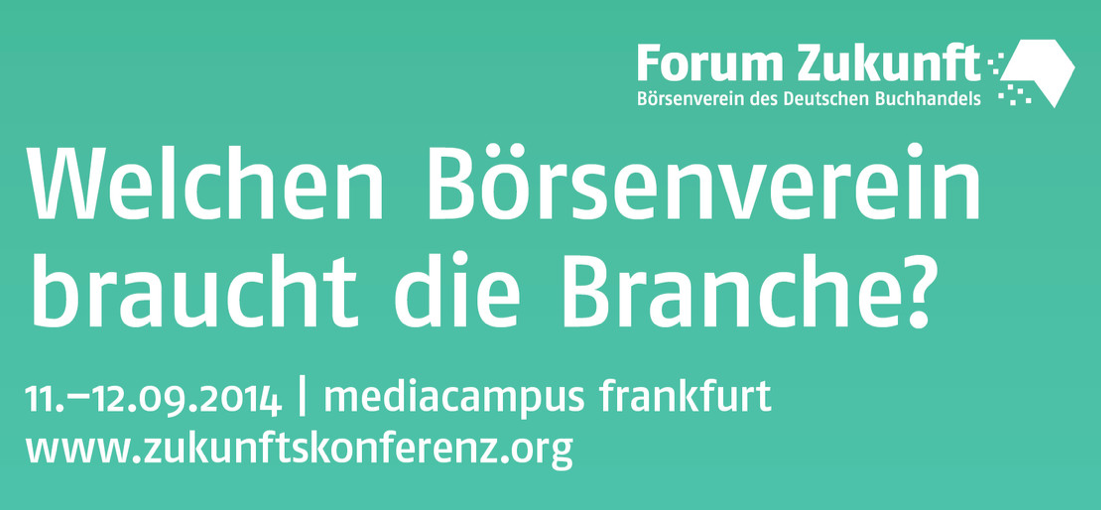 Forum Zukunft
Börsenverein des Deutschen Buchhandels
Welchen Börsenverein
braucht die Branche?
11.–12.09.2014 | mediacampus frankfurt
www.zukunftskonferenz.org